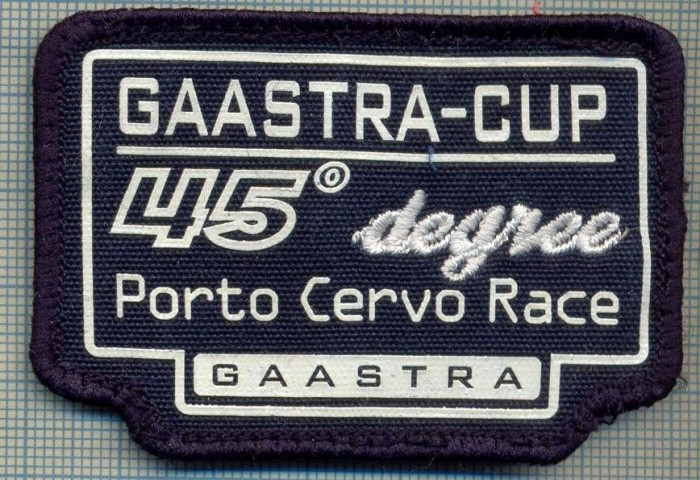 GAASTRA-CUP
45° degree
Porto Cervo Race
GAASTRA